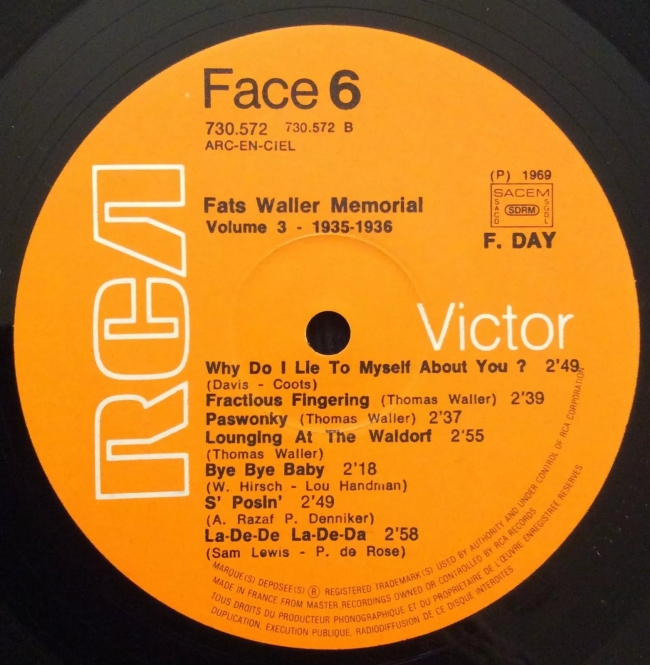 Face 6
730.572 730.572 B
ARC-EN-CIEL
(P) 1969
SACEM
SACD
SDRM
SGDL
F. DAY
Fats Waller Memorial
Volume 3 - 1935-1936
RCA
Victor
Why Do I Lie To Myself About You ? 2'49
(Davis - Coots)
Fractious Fingering (Thomas Waller) 2'39
Paswonky (Thomas Waller) 2'37
Lounging At The Waldorf 2'55
(Thomas Waller)
Bye Bye Baby 2'18
(W. Hirsch - Lou Handman)
S' Posin' 2'49
(A. Razaf P. Denniker)
La-De-De La-De-Da 2'58
(Sam Lewis - P. de Rose)
MARQUE(S) DEPOSEE(S) ® REGISTERED TRADEMARK(S) USED BY AUTHORITY AND UNDER CONTROL OF RCA CORPORATION
MADE IN FRANCE FROM MASTER RECORDINGS OWNED OR CONTROLLED BY RCA RECORDS
TOUS DROITS DU PRODUCTEUR PHONOGRAPHIQUE ET DU PROPRIETAIRE DE L'ŒUVRE ENREGISTREE RESERVES
DUPLICATION, EXECUTION PUBLIQUE, RADIODIFFUSION DE CE DISQUE INTERDITES